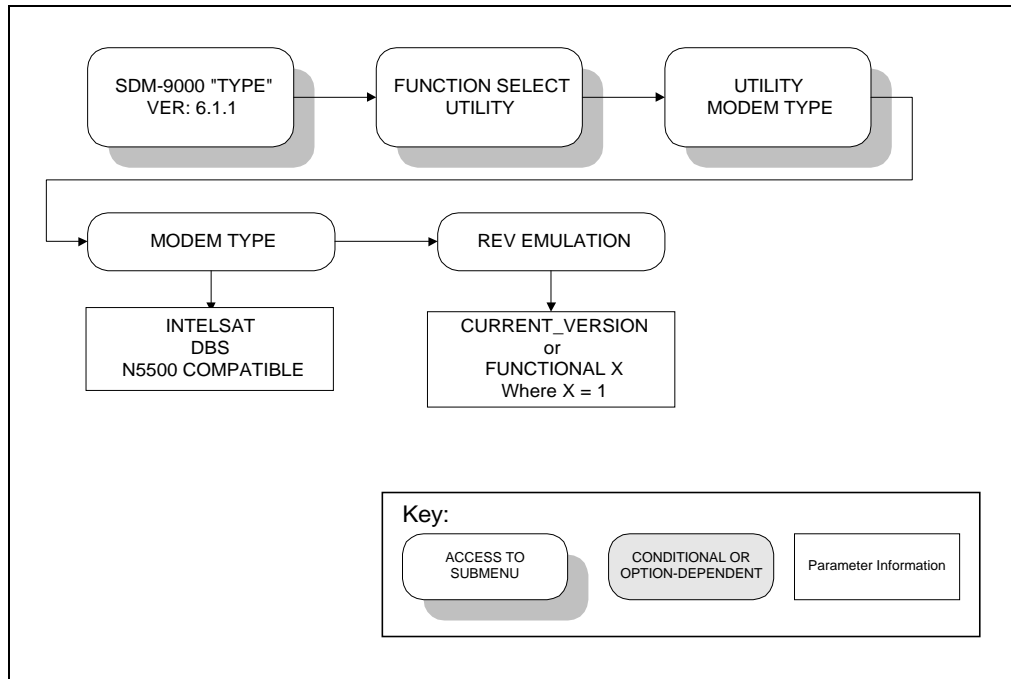 SDM-9000 "TYPE"
VER: 6.1.1
FUNCTION SELECT
UTILITY
UTILITY
MODEM TYPE
MODEM TYPE
REV EMULATION
INTELSAT
DBS
N5500 COMPATIBLE
CURRENT_VERSION
or
FUNCTIONAL X
Where X = 1
Key:
ACCESS TO
SUBMENU
CONDITIONAL OR
OPTION-DEPENDENT
Parameter Information